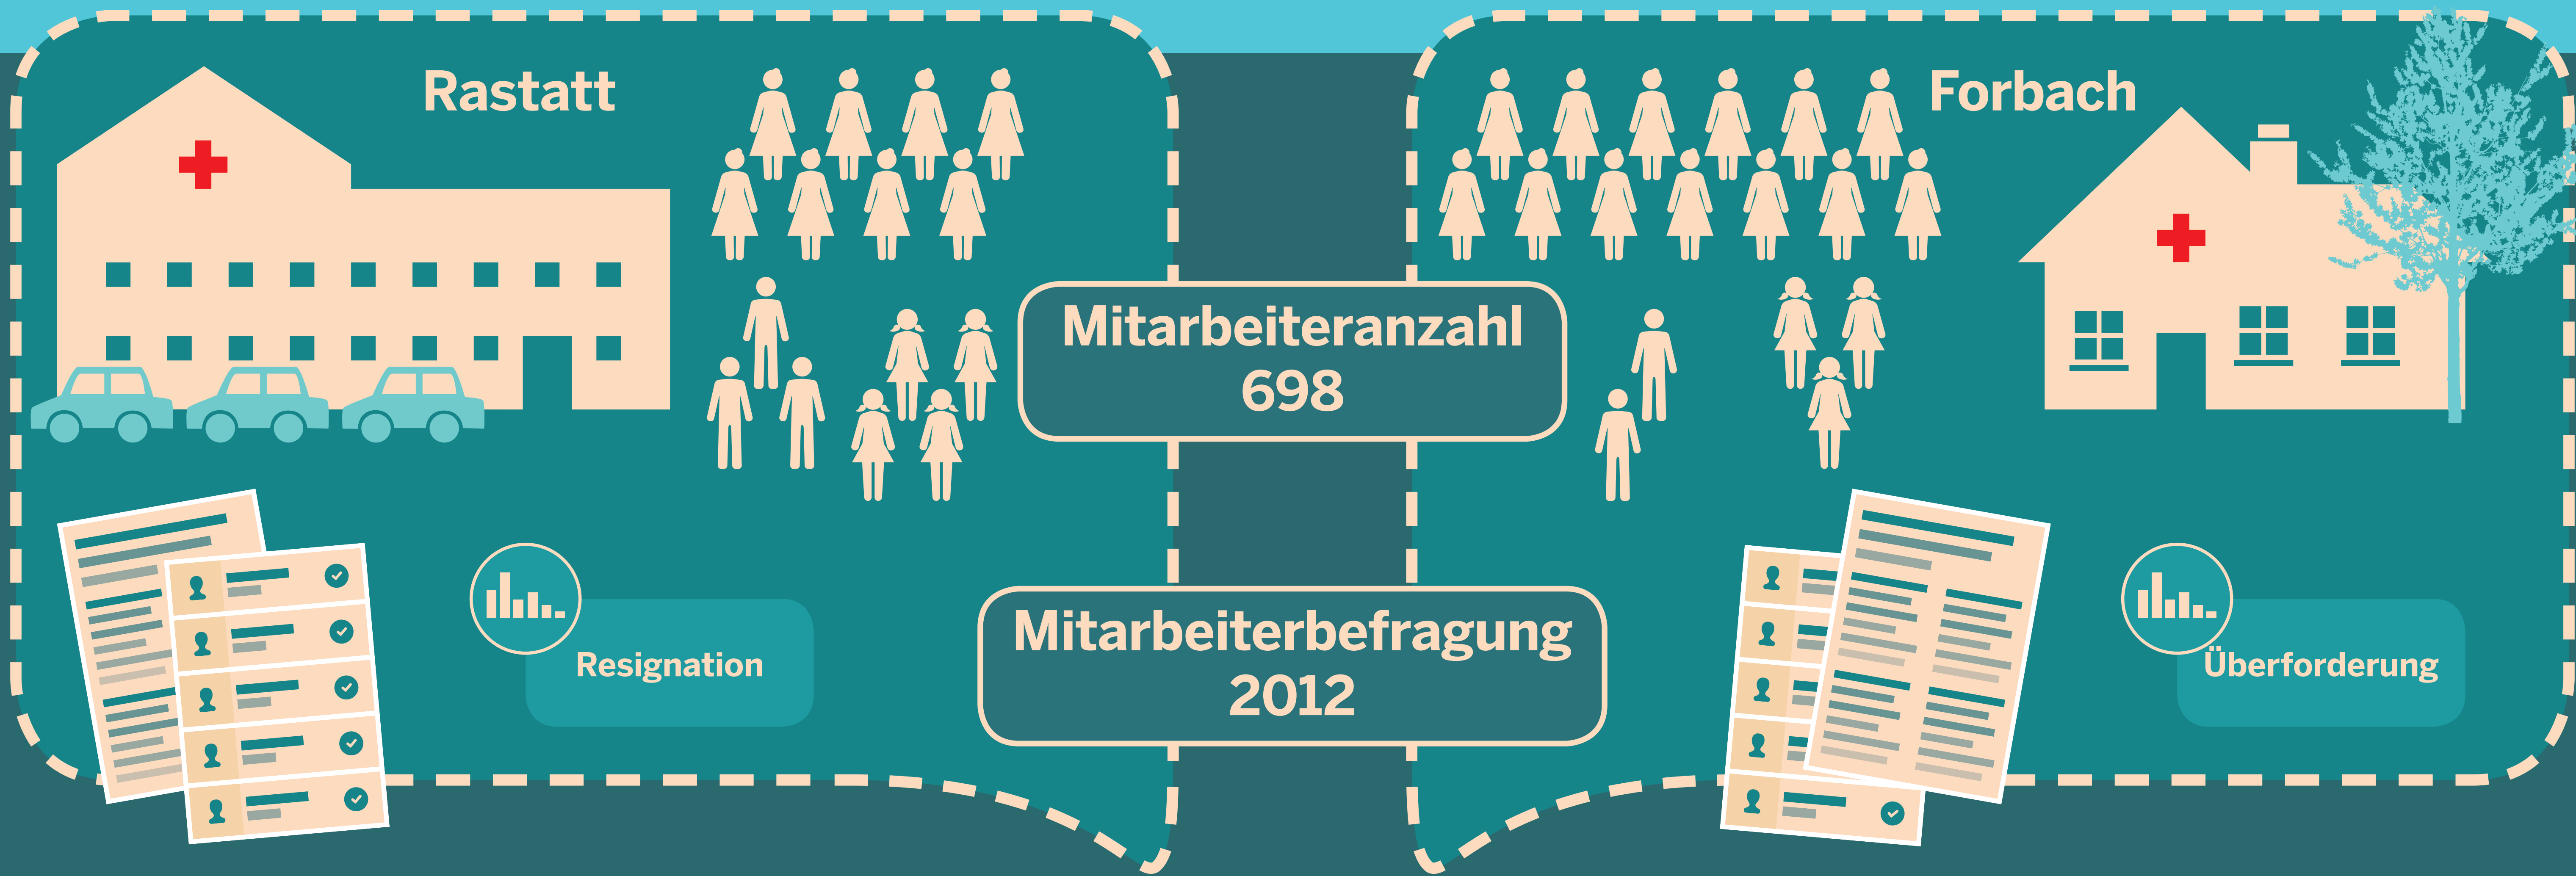 Rastatt
Forbach
Mitarbeiteranzahl
698
Mitarbeiterbefragung
2012
Resignation
Überforderung